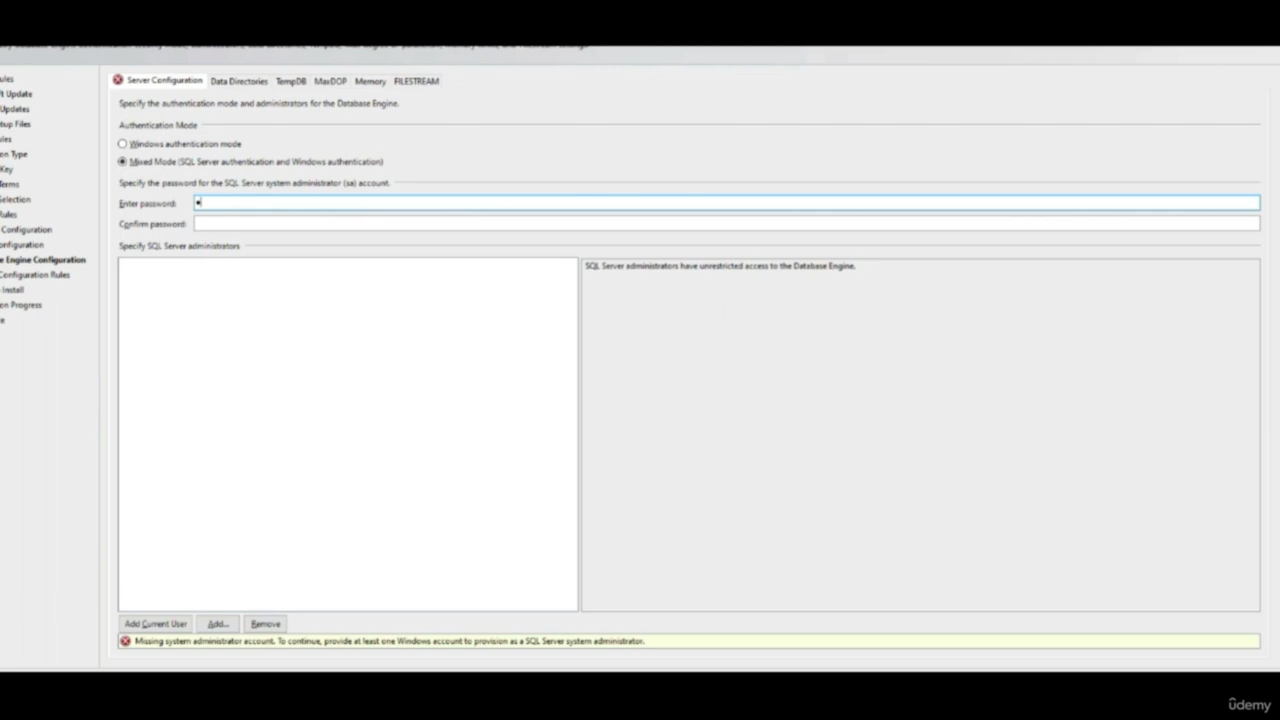 ules
ft Update
Updates
tup Files
ules
on Type
Key
Terms
Selection
Rules
Configuration
onfiguration
e Engine Configuration
Configuration Rules
Install
on Progress
e
Server Configuration Data Directories TempDB MaxDOP Memory FILESTREAM
Specify the authentication mode and administrators for the Database Engine.
Authentication Mode
Windows authentication mode
Mixed Mode (SQL Server authentication and Windows authentication)
Specify the password for the SQL Server system administrator (sa) account.
Enter password: ●
Confirm password:
Specify SQL Server administrators
SQL Server administrators have unrestricted access to the Database Engine.
Add Current User Add... Remove
Missing system administrator account. To continue, provide at least one Windows account to provision as a SQL Server system administrator.
ûdemy